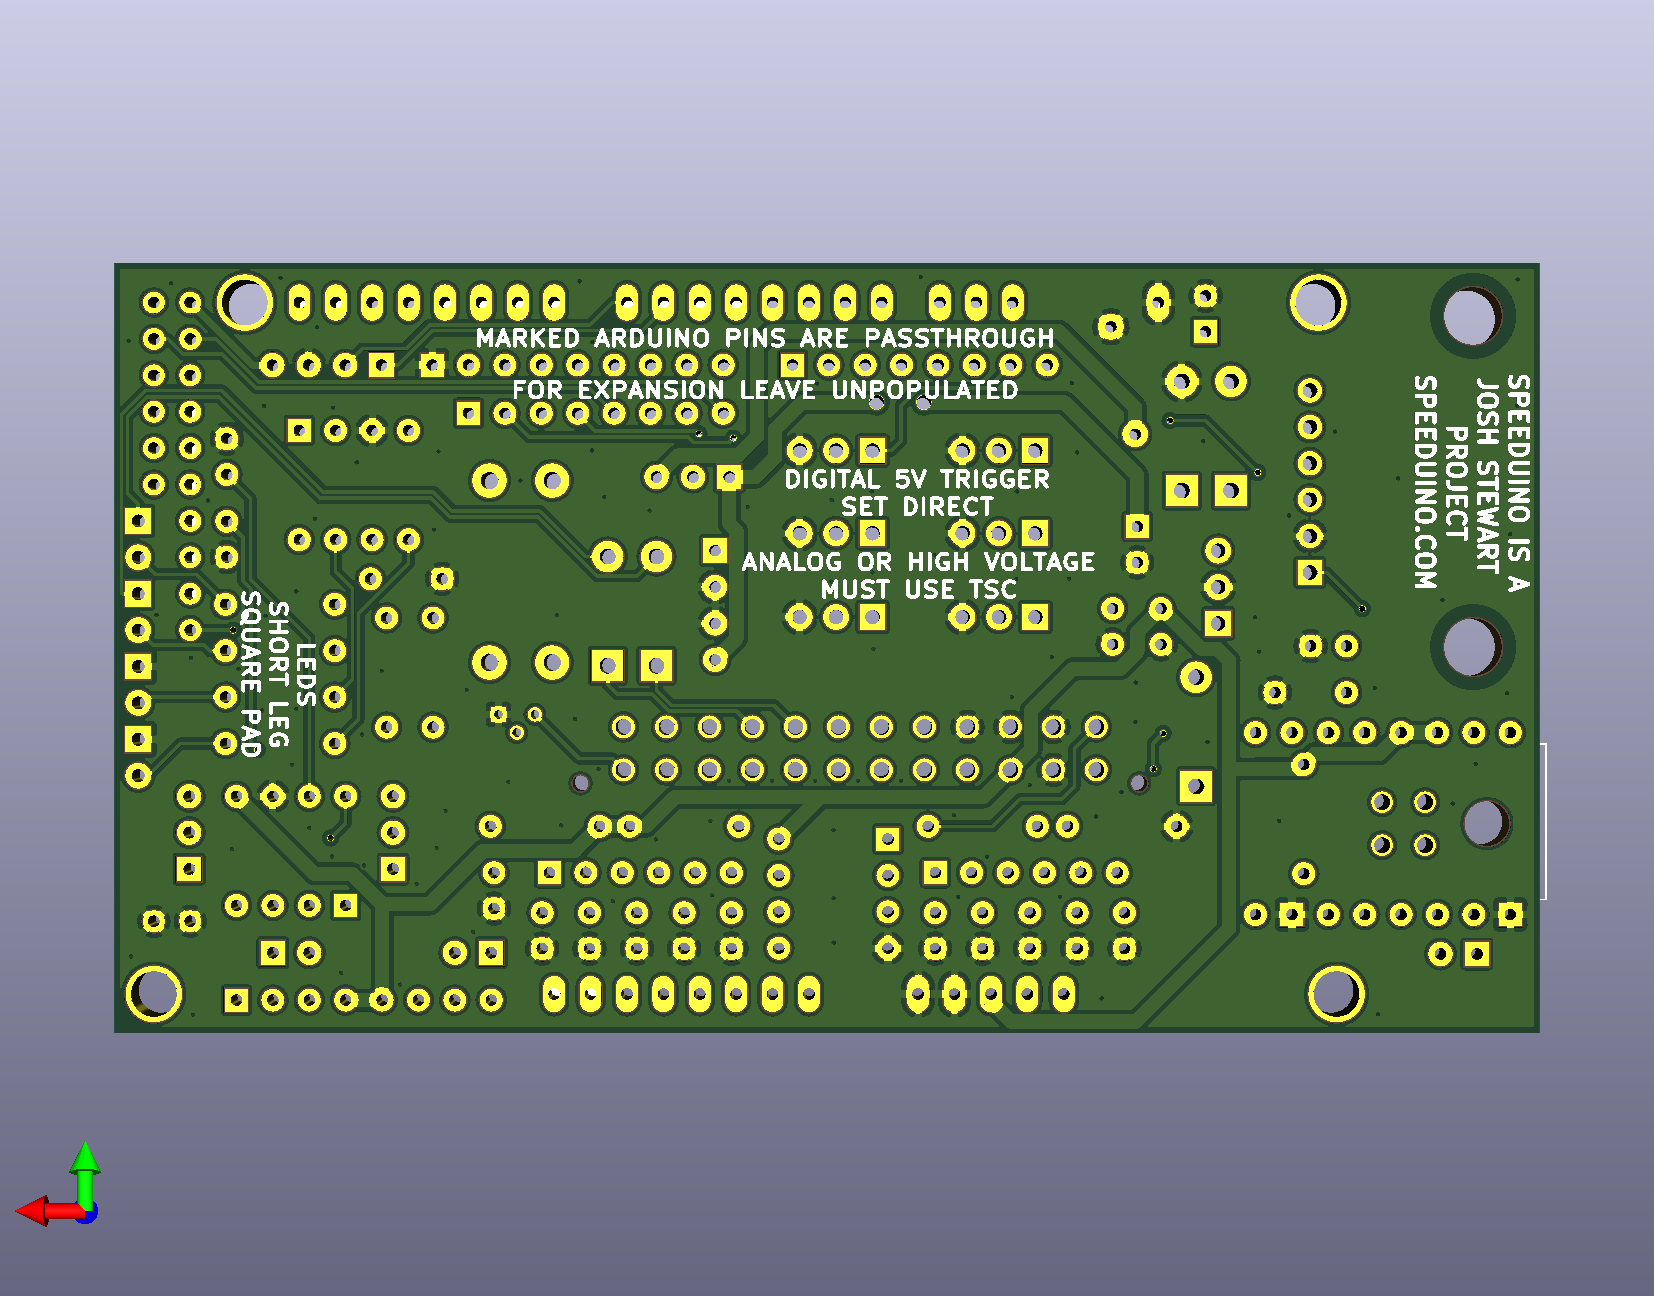 MARKED ARDUINO PINS ARE PASSTHROUGH
FOR EXPANSION LEAVE UNPOPULATED
DIGITAL 5V TRIGGER
SET DIRECT
ANALOG OR HIGH VOLTAGE
MUST USE TSC
SPEEDUINO IS A
JOSH STEWART
PROJECT
SPEEDUINO.COM
LEDS
SHORT LEG
SQUARE PAD